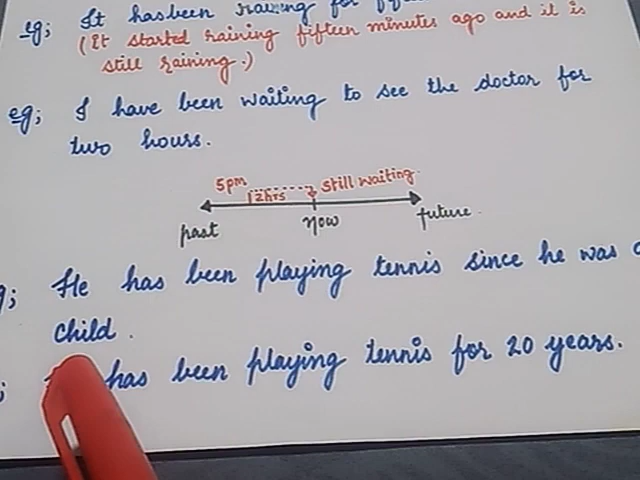 eg; It hasbeen raining for
(It started raining fifteen minutes ago and it is
still raining.)
eg; I have been waiting to see the doctor for
two hours.
5pm 2hrs still waiting.
past now future.
g; He has been playing tennis since he was a
child.
; has been playing tennis for 20 years.